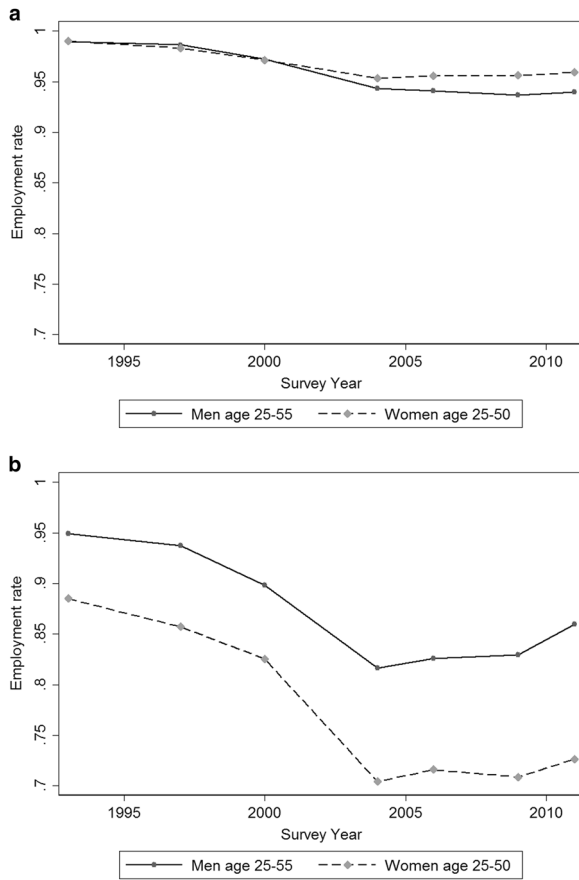 a
Employment rate
1
.95
.9
.85
.8
.75
.7
1995 2000 2005 2010
Survey Year
Men age 25-55 Women age 25-50
b
Employment rate
1
.95
.9
.85
.8
.75
.7
1995 2000 2005 2010
Survey Year
Men age 25-55 Women age 25-50